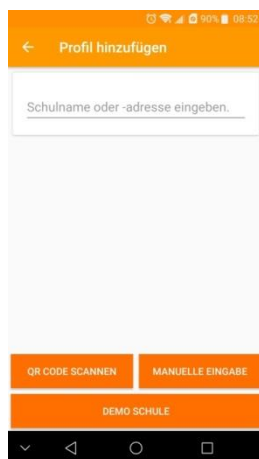 90% 08:52
Profil hinzufügen
Schulname oder -adresse eingeben.
QR CODE SCANNEN
MANUELLE EINGABE
DEMO SCHULE